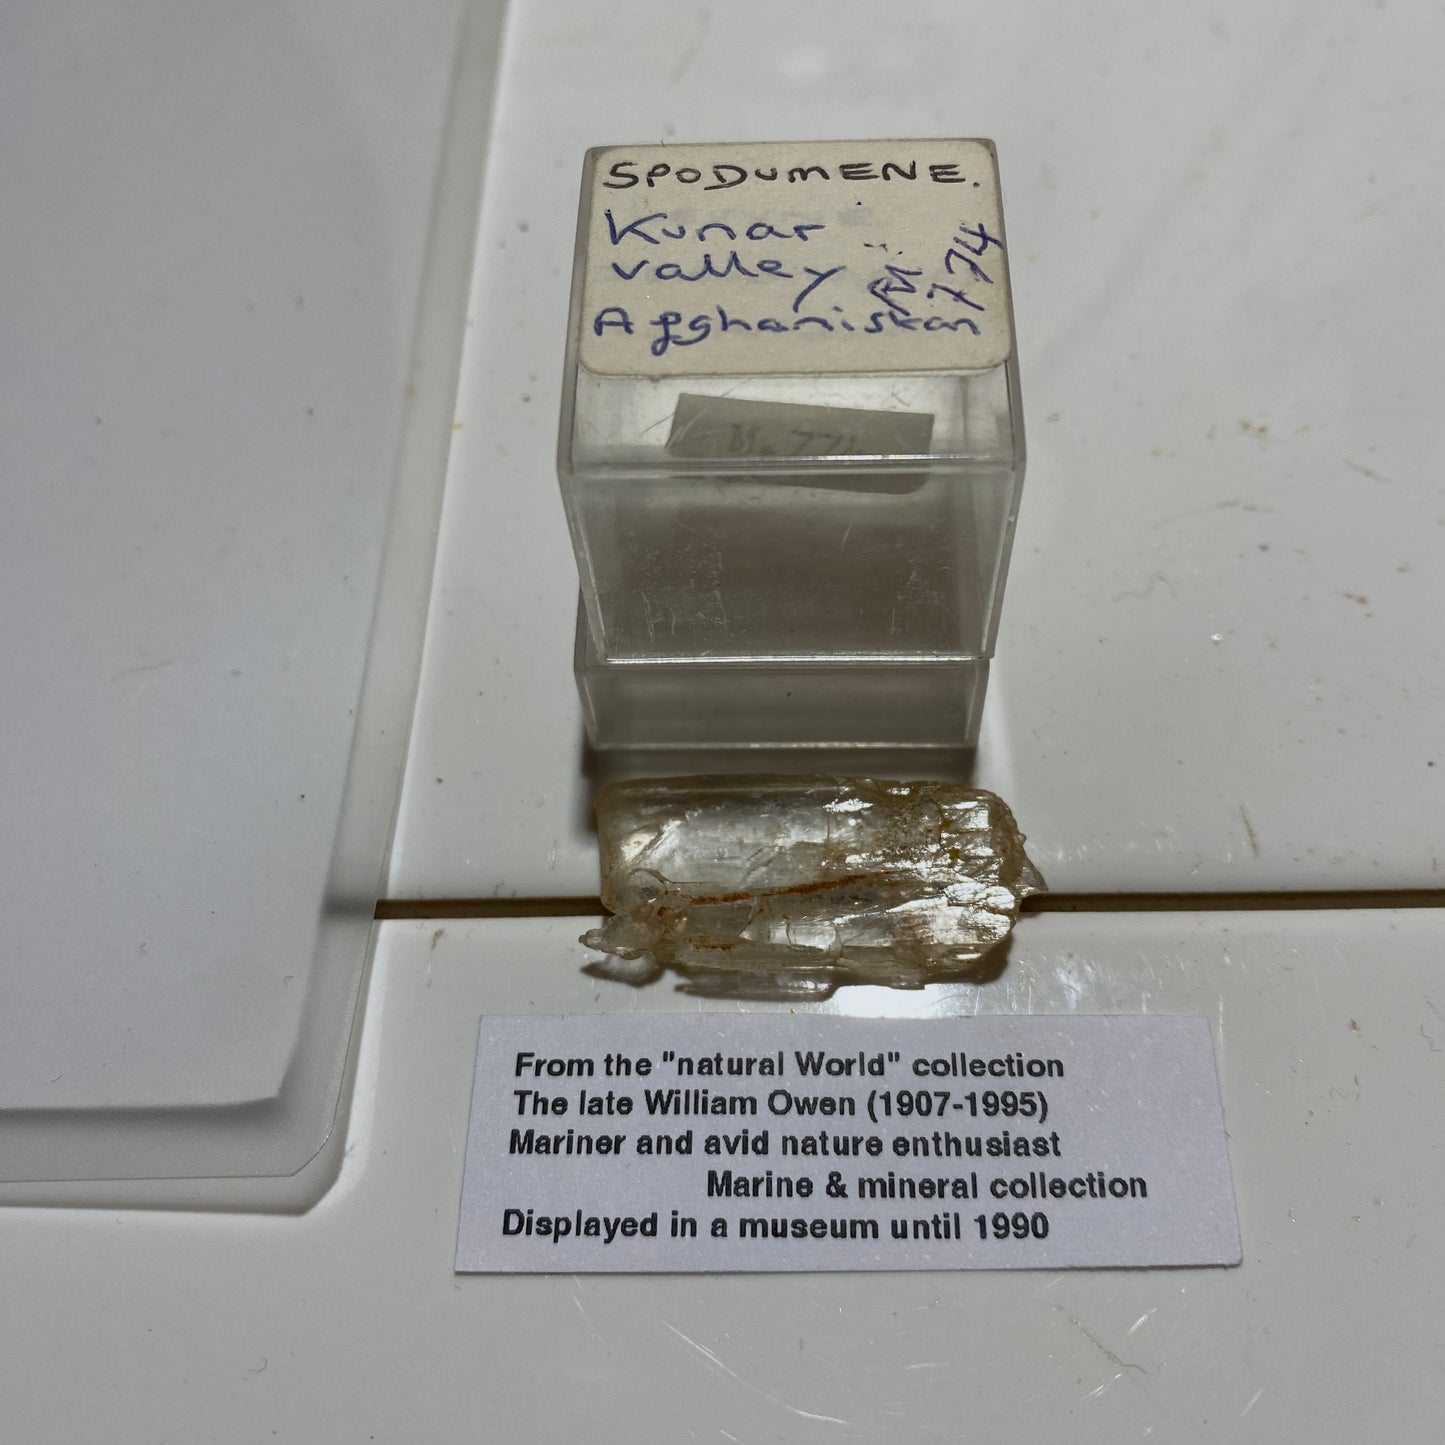 SPODUMENE.
Kunar
valley
774
Afghanistan
From the "natural World" collection
The late William Owen (1907-1995)
Mariner and avid nature enthusiast
Marine & mineral collection
Displayed in a museum until 1990